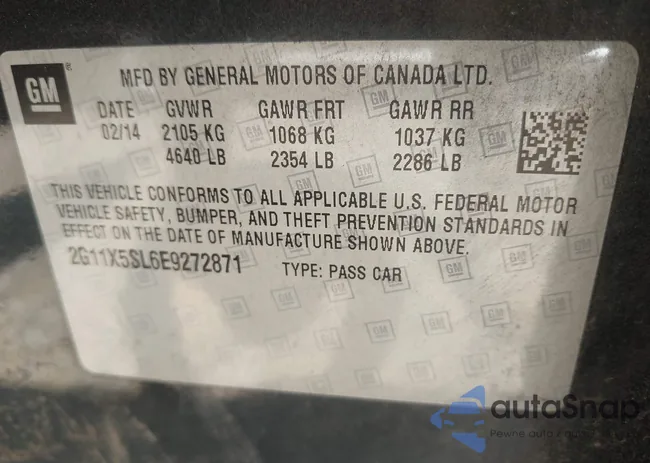 GM ®
MFD BY GENERAL MOTORS OF CANADA LTD.
DATE GVWR GAWR FRT GAWR RR
02/14 2105 KG 1068 KG 1037 KG
4640 LB 2354 LB 2286 LB
THIS VEHICLE CONFORMS TO ALL APPLICABLE U.S. FEDERAL MOTOR
VEHICLE SAFETY, BUMPER, AND THEFT PREVENTION STANDARDS IN
EFFECT ON THE DATE OF MANUFACTURE SHOWN ABOVE.
2G11X5SL6E9272871 TYPE: PASS CAR
autaSnap
Pewne auto z